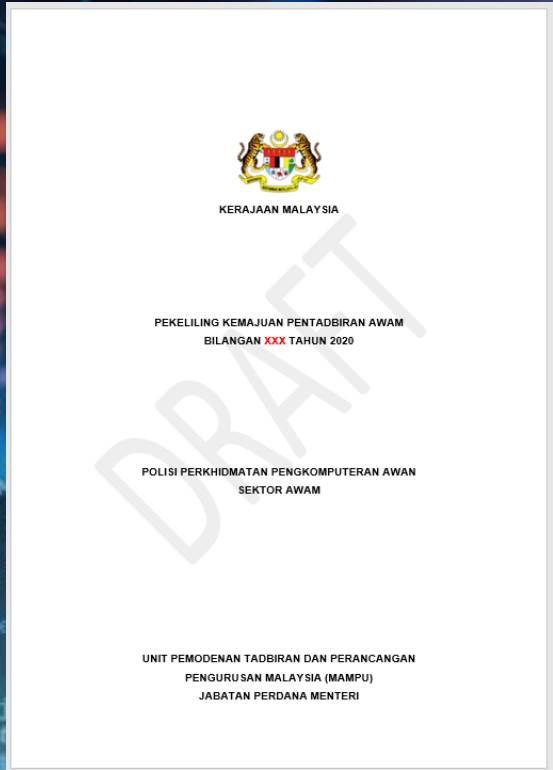 KERAJAAN MALAYSIA
PEKELILING KEMAJUAN PENTADBIRAN AWAM
BILANGAN XXX TAHUN 2020
DRAFT
POLISI PERKHIDMATAN PENGKOMPUTERAN AWAN
SEKTOR AWAM
UNIT PEMODENAN TADBIRAN DAN PERANCANGAN
PENGURUSAN MALAYSIA (MAMPU)
JABATAN PERDANA MENTERI